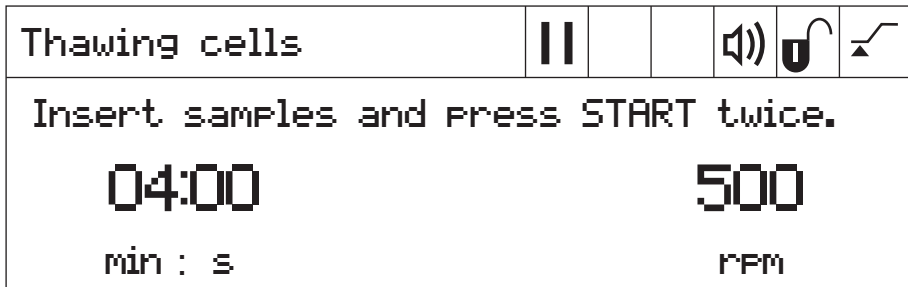 Thawing cells
Insert samples and press START twice.
04:00 500
min : s rpm